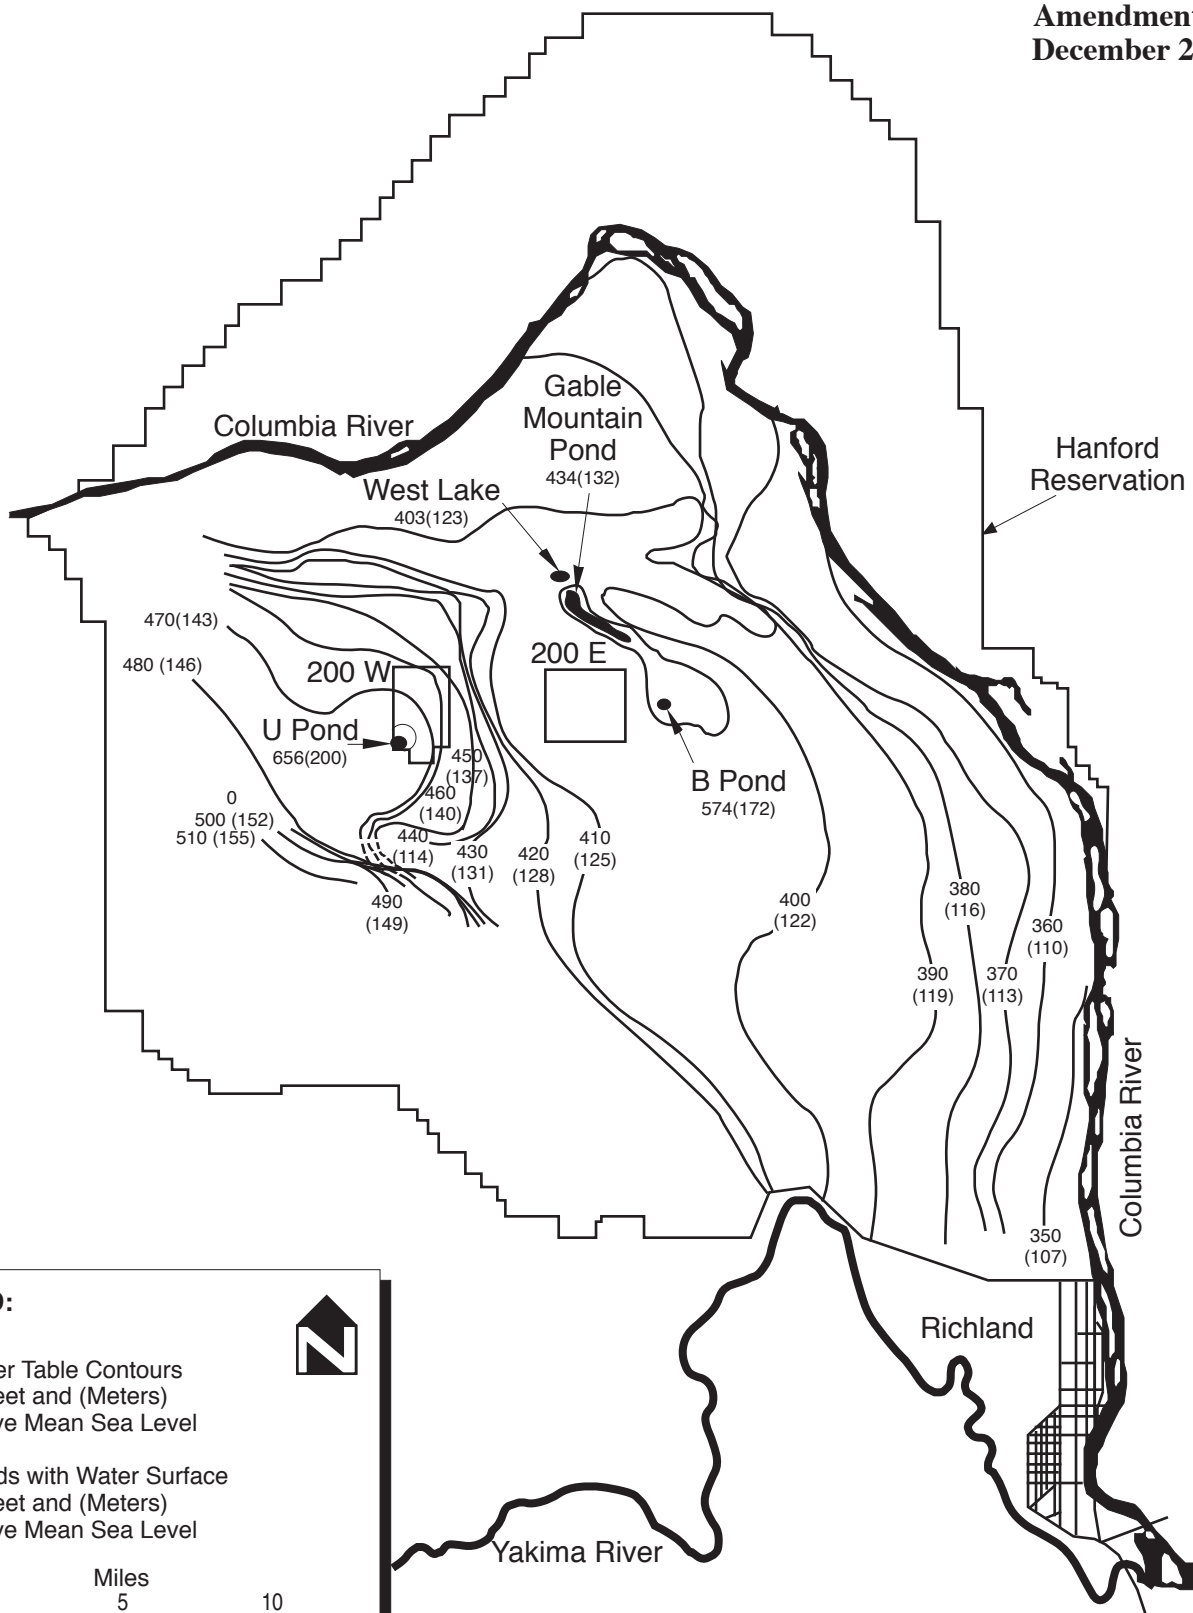 Amendment
December 2
Columbia River
Gable
Mountain
Pond
434(132)
West Lake
403(123)
Hanford
Reservation
470(143)
480 (146)
200 W
200 E
U Pond
656(200)
B Pond
574(172)
450
(137)
460
(140)
0
500 (152)
510 (155)
440
(114)
430
(131)
420
(128)
410
(125)
490
(149)
400
(122)
380
(116)
360
(110)
390
(119)
370
(113)
Columbia River
350
(107)
Richland
Yakima River
:
N
er Table Contours
eet and (Meters)
ve Mean Sea Level
ds with Water Surface
eet and (Meters)
ve Mean Sea Level
Miles
5 10